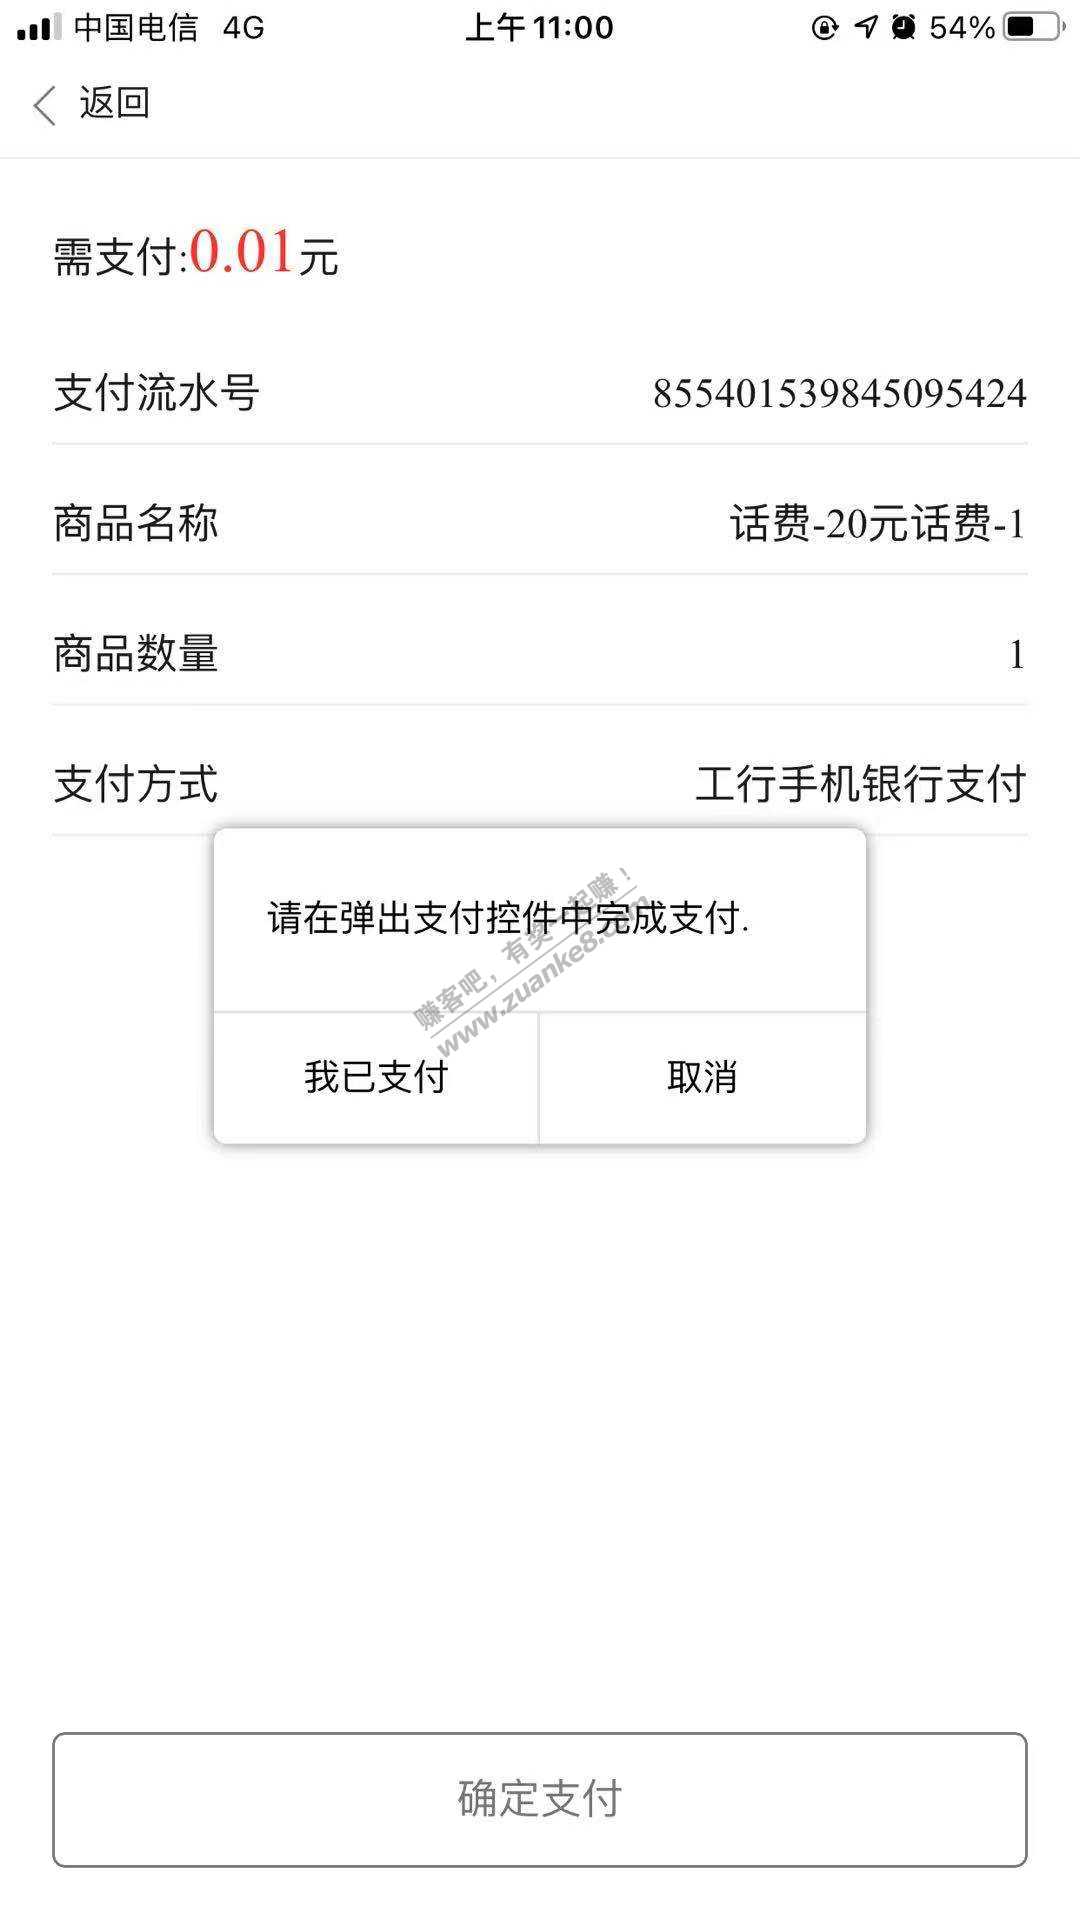 中国电信 4G 上午11:00 54%
返回
需支付:0.01元
支付流水号 855401539845095424
商品名称 话费-20元话费-1
商品数量 1
支付方式 工行手机银行支付
请在弹出支付控件中完成支付.
赚客吧，有奖一起赚！
www.zuanke8.com
我已支付 取消
确定支付